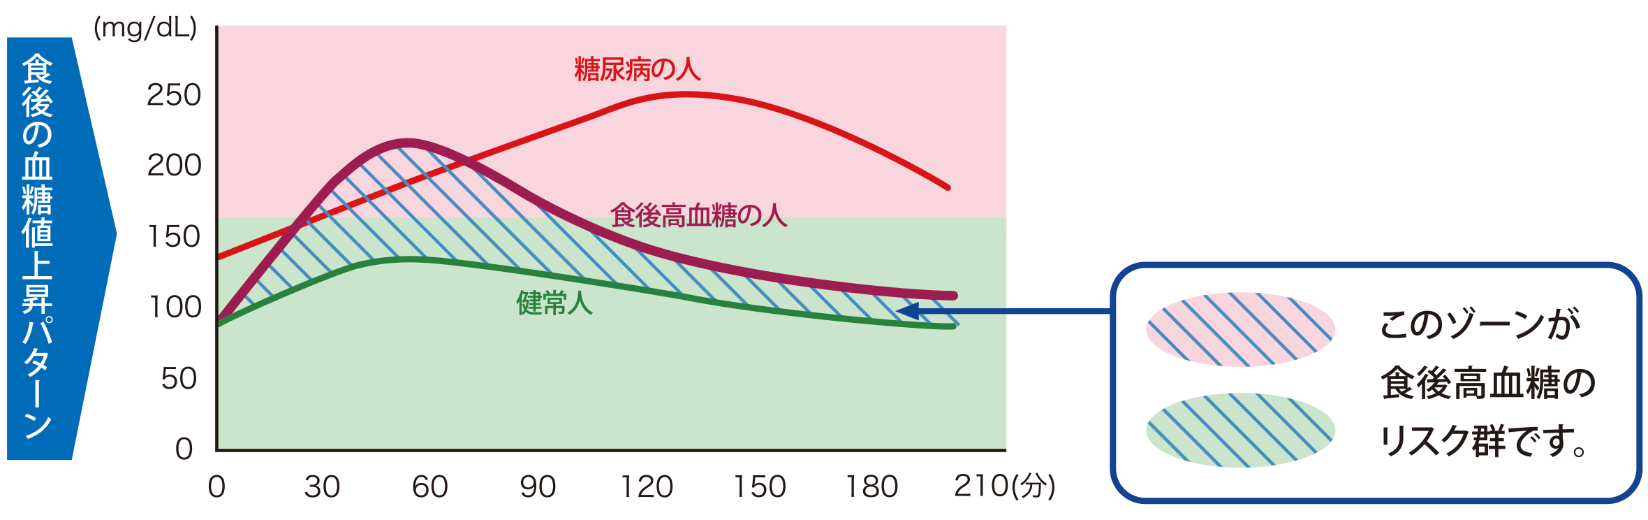 食後の血糖値上昇パターン
(mg/dL)
250
200
150
100
50
0
糖尿病の人
食後高血糖の人
健常人
0 30 60 90 120 150 180 210(分)
このゾーンが
食後高血糖の
リスク群です。